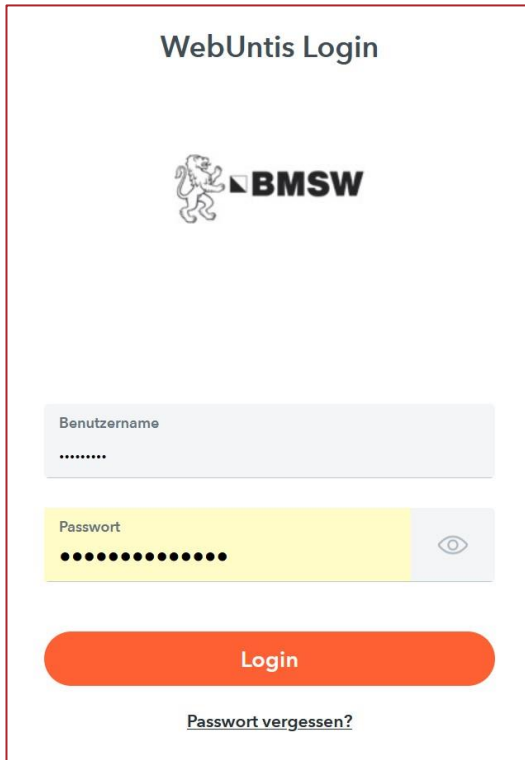 WebUntis Login
BMSW
Benutzername
.........
Passwort
●●●●●●●●●●●●●●
Login
Passwort vergessen?